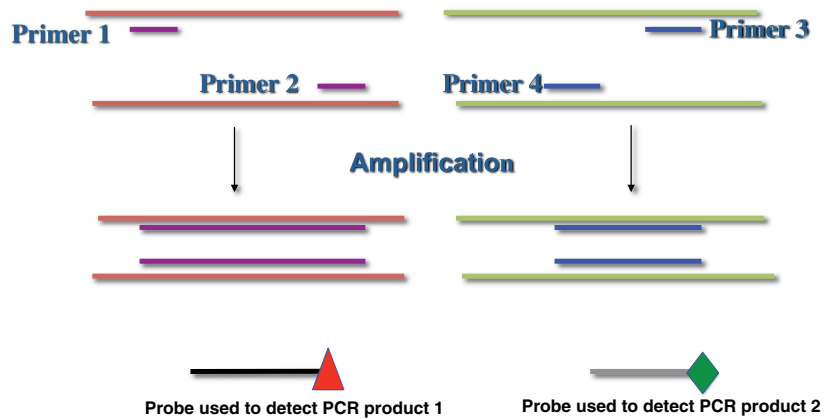 Primer 1
Primer 3
Primer 2
Primer 4
Amplification
Probe used to detect PCR product 1
Probe used to detect PCR product 2